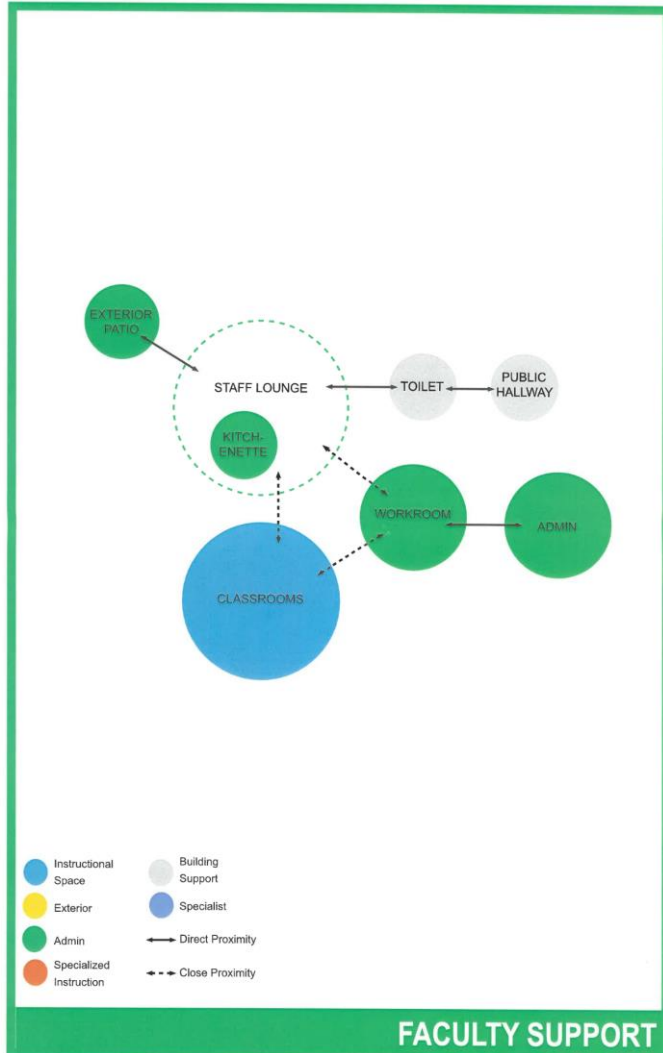 EXTERIOR
PATIO
STAFF LOUNGE
TOILET
PUBLIC
HALLWAY
KITCH-
ENETTE
WORKROOM
ADMIN
CLASSROOMS
Instructional
Space
Building
Support
Exterior
Specialist
Admin
Direct Proximity
Specialized
Instruction
Close Proximity
FACULTY SUPPORT